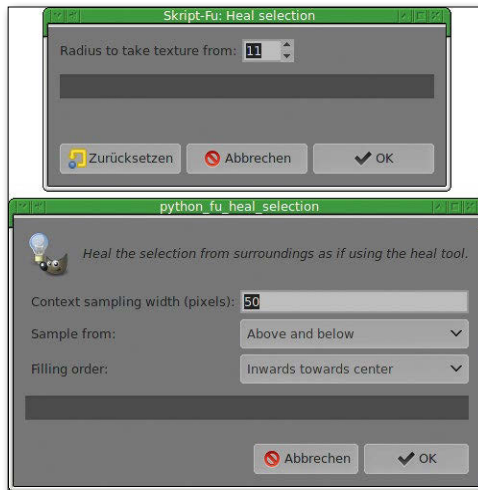 Skript-Fu: Heal selection
Radius to take texture from: 11
Zurücksetzen Abbrechen OK
python_fu_heal_selection
Heal the selection from surroundings as if using the heal tool.
Context sampling width (pixels): 50
Sample from: Above and below
Filling order: Inwards towards center
Abbrechen OK